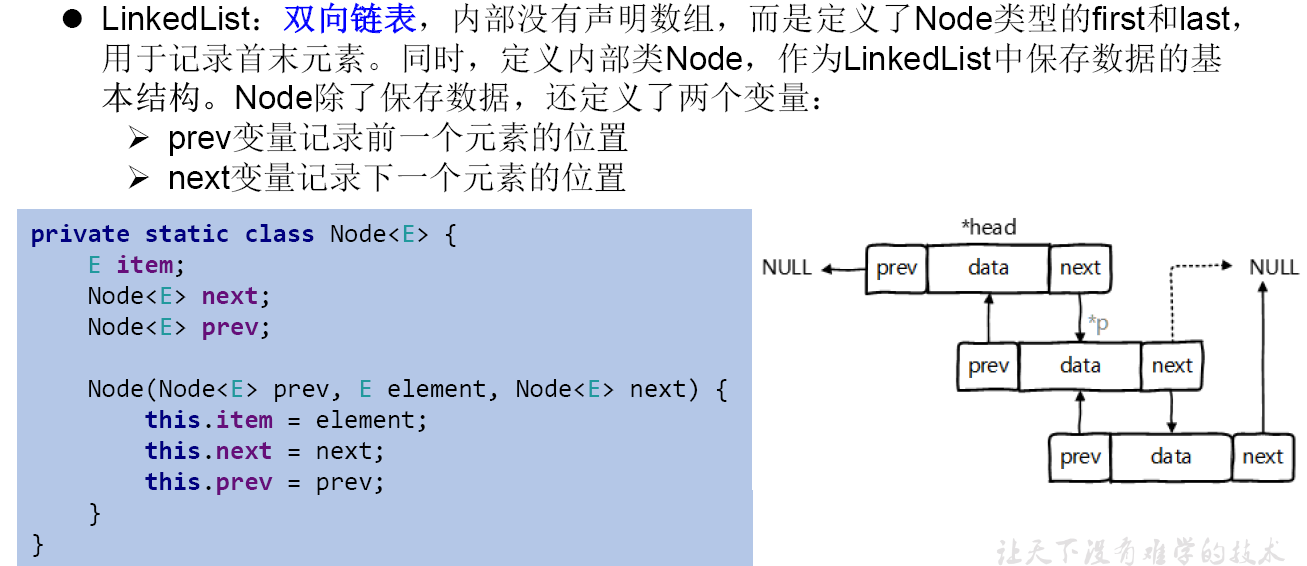 ● LinkedList：双向链表，内部没有声明数组，而是定义了Node类型的first和last，
用于记录首末元素。同时，定义内部类Node，作为LinkedList中保存数据的基
本结构。Node除了保存数据，还定义了两个变量：
➢ prev变量记录前一个元素的位置
➢ next变量记录下一个元素的位置
private static class Node<E> {
    E item;
    Node<E> next;
    Node<E> prev;
    Node(Node<E> prev, E element, Node<E> next) {
        this.item = element;
        this.next = next;
        this.prev = prev;
    }
}
*head
NULL prev data next NULL
*p
prev data next
prev data next
让天下没有难学的技术